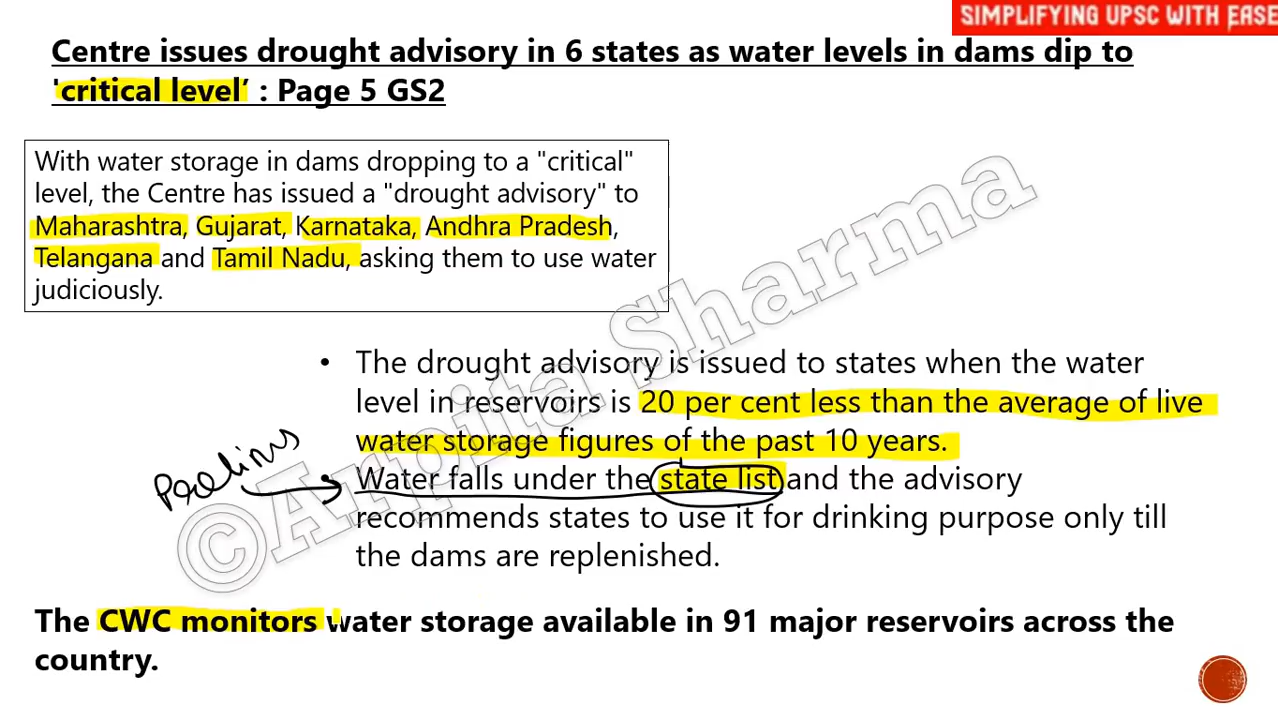 SIMPLIFYING UPSC WITH EASE
Centre issues drought advisory in 6 states as water levels in dams dip to
'critical level’ : Page 5 GS2
With water storage in dams dropping to a "critical"
level, the Centre has issued a "drought advisory" to
Maharashtra, Gujarat, Karnataka, Andhra Pradesh,
Telangana and Tamil Nadu, asking them to use water
judiciously.
• The drought advisory is issued to states when the water
level in reservoirs is 20 per cent less than the average of live
water storage figures of the past 10 years.
Prelims
Water falls under the state list and the advisory
recommends states to use it for drinking purpose only till
the dams are replenished.
©Arpita Sharma
The CWC monitors water storage available in 91 major reservoirs across the
country.